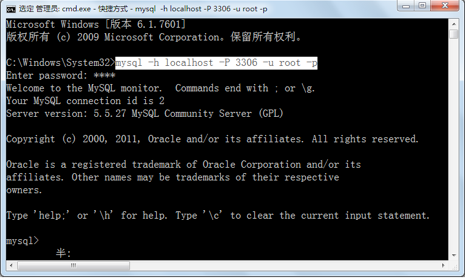 选定 管理员: cmd.exe - 快捷方式 - mysql -h localhost -P 3306 -u root -p
Microsoft Windows [版本 6.1.7601]
版权所有 (c) 2009 Microsoft Corporation。保留所有权利。
C:\Windows\System32>mysql -h localhost -P 3306 -u root -p
Enter password: ****
Welcome to the MySQL monitor.  Commands end with ; or \g.
Your MySQL connection id is 2
Server version: 5.5.27 MySQL Community Server (GPL)
Copyright (c) 2000, 2011, Oracle and/or its affiliates. All rights reserved.
Oracle is a registered trademark of Oracle Corporation and/or its
affiliates. Other names may be trademarks of their respective
owners.
Type 'help;' or '\h' for help. Type '\c' to clear the current input statement.
mysql>
半: